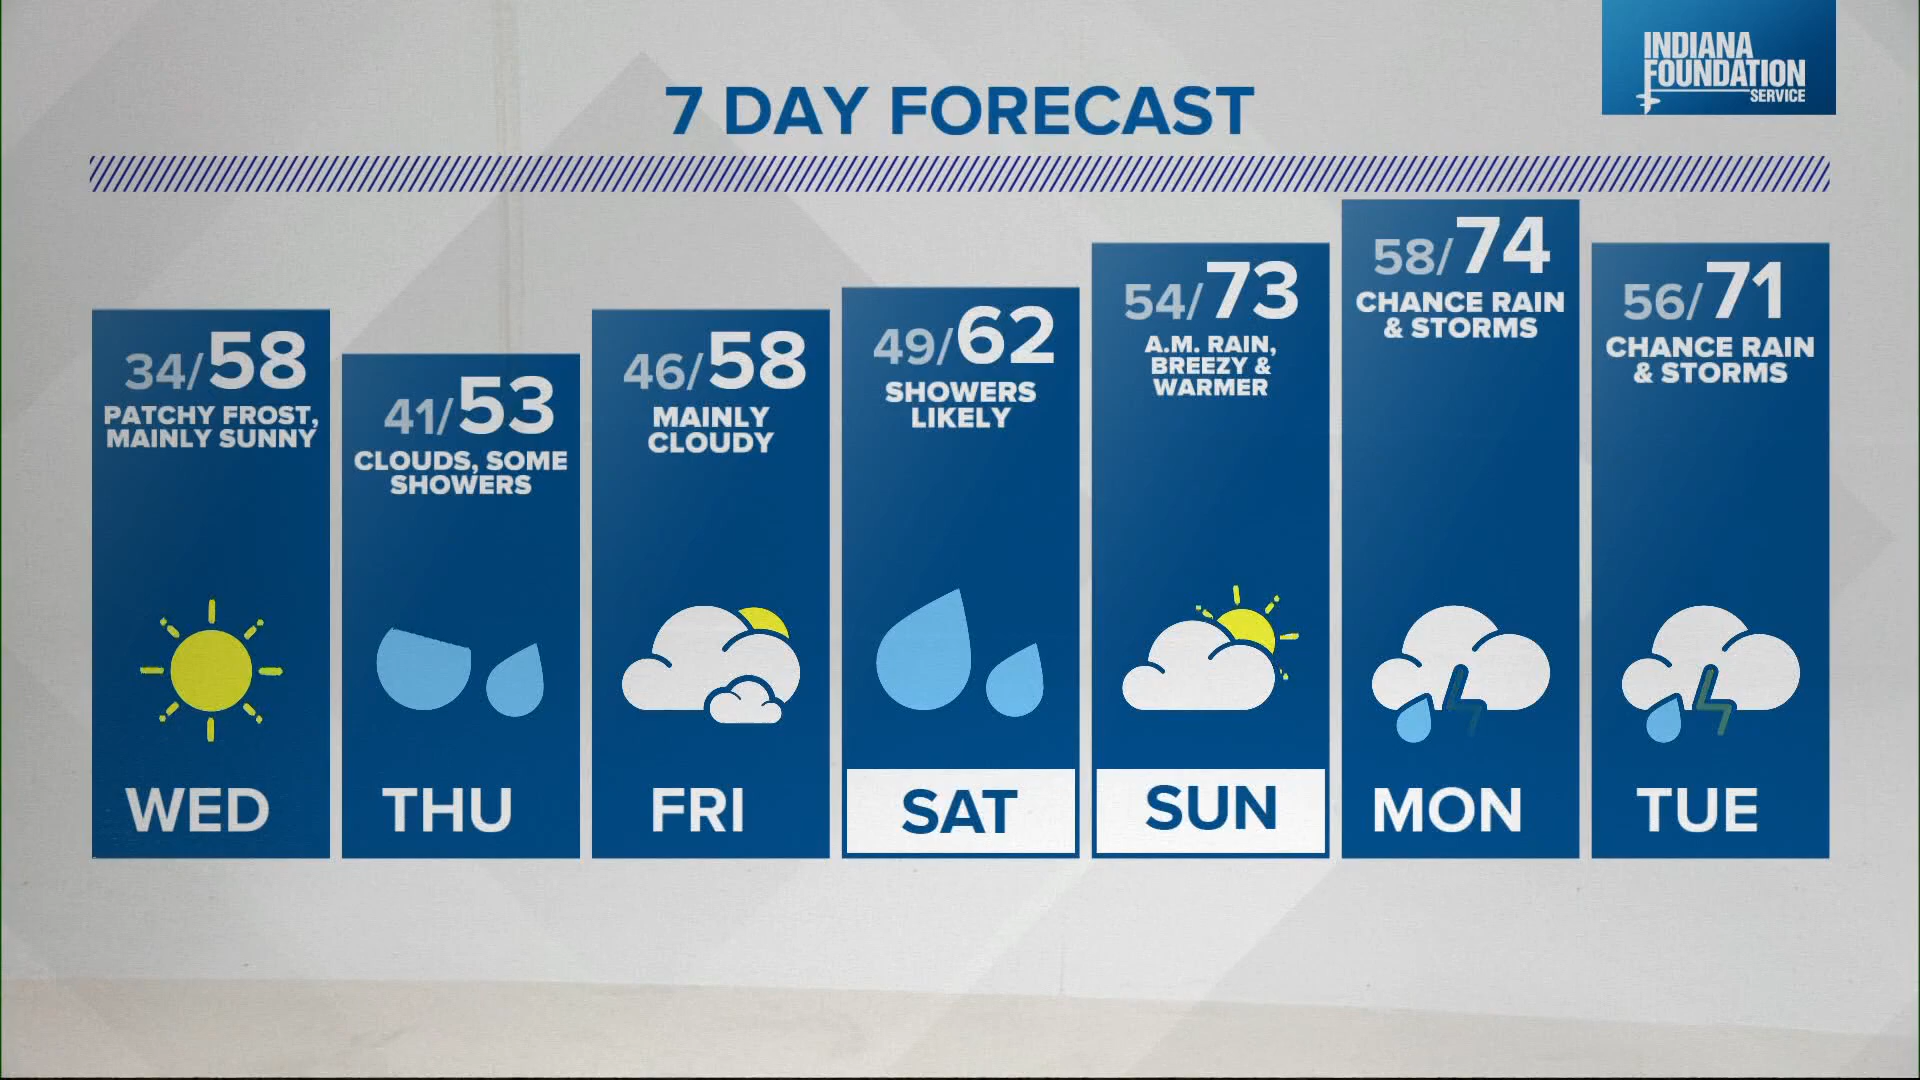 INDIANA
FOUNDATION
SERVICE
7 DAY FORECAST
34/58
PATCHY FROST,
MAINLY SUNNY
WED
41/53
CLOUDS, SOME
SHOWERS
THU
46/58
MAINLY
CLOUDY
FRI
49/62
SHOWERS
LIKELY
SAT
54/73
A.M. RAIN,
BREEZY &
WARMER
SUN
58/74
CHANCE RAIN
& STORMS
MON
56/71
CHANCE RAIN
& STORMS
TUE